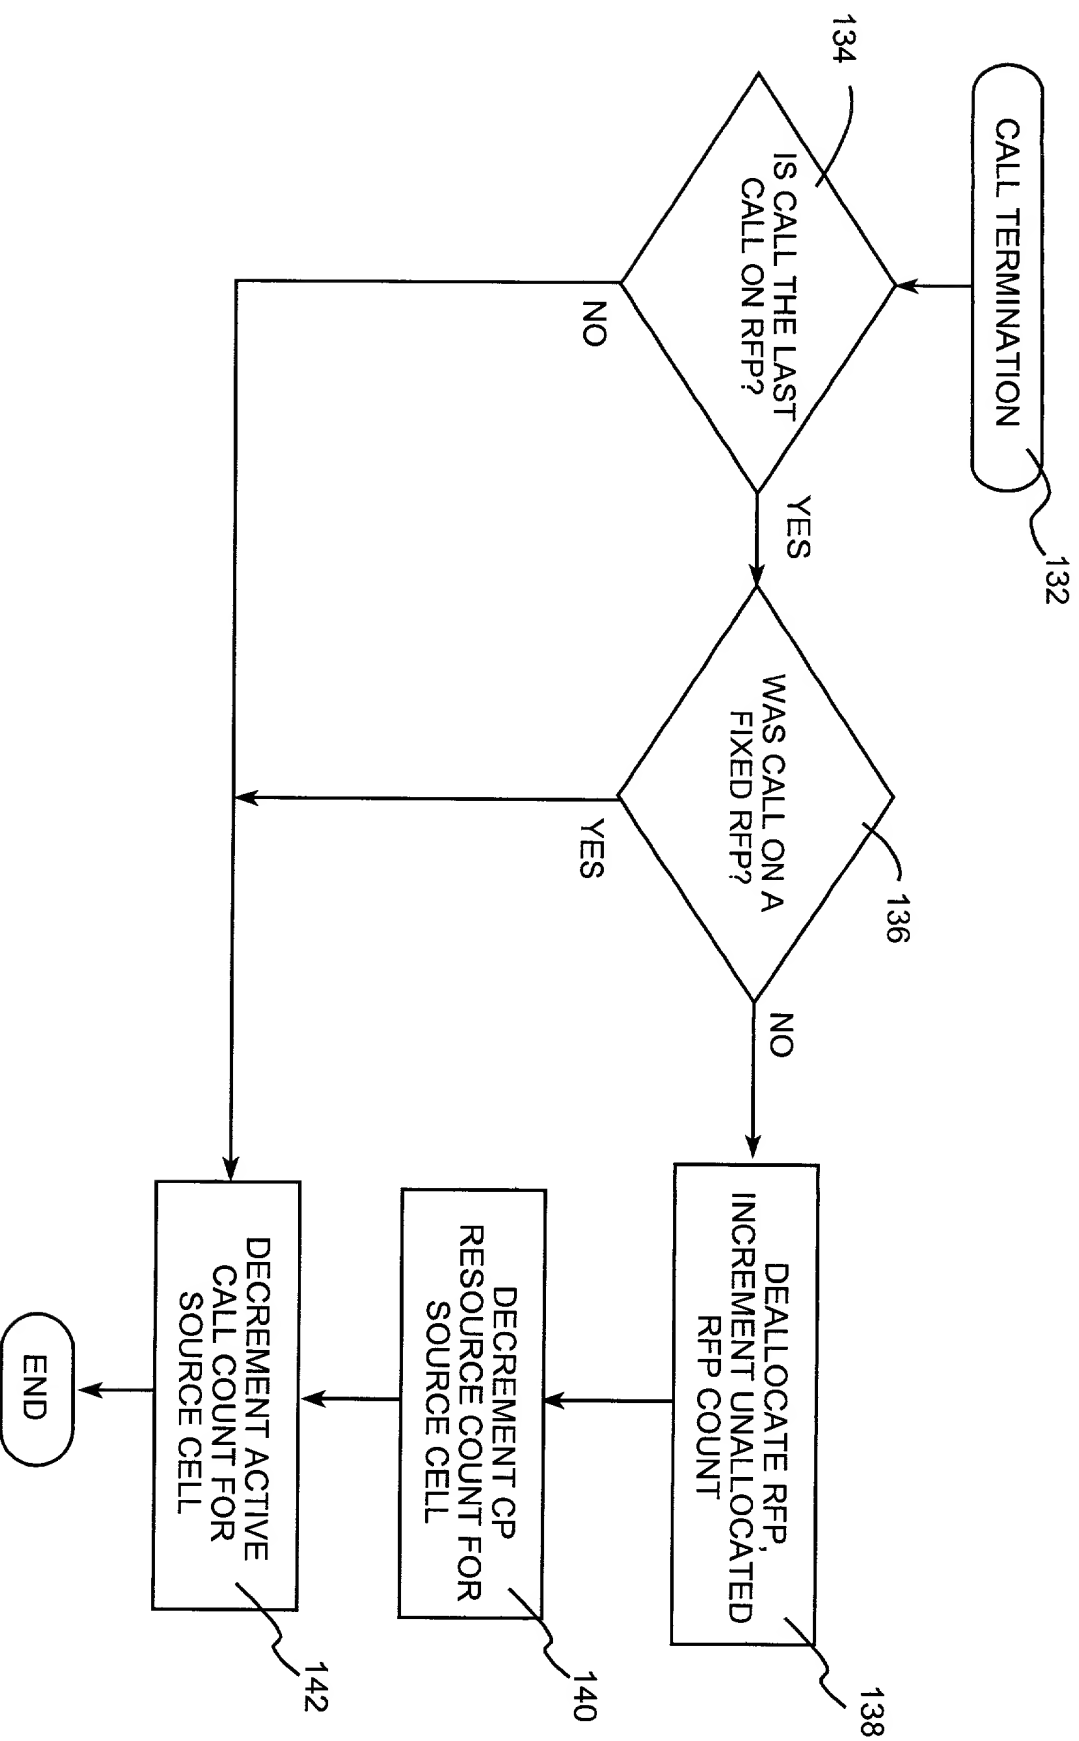 CALL TERMINATION
132
134
IS CALL THE LAST
CALL ON RFP?
YES
NO
WAS CALL ON A
FIXED RFP?
136
NO
YES
DEALLOCATE RFP,
INCREMENT UNALLOCATED
RFP COUNT
138
DECREMENT CP
RESOURCE COUNT FOR
SOURCE CELL
140
DECREMENT ACTIVE
CALL COUNT FOR
SOURCE CELL
142
END